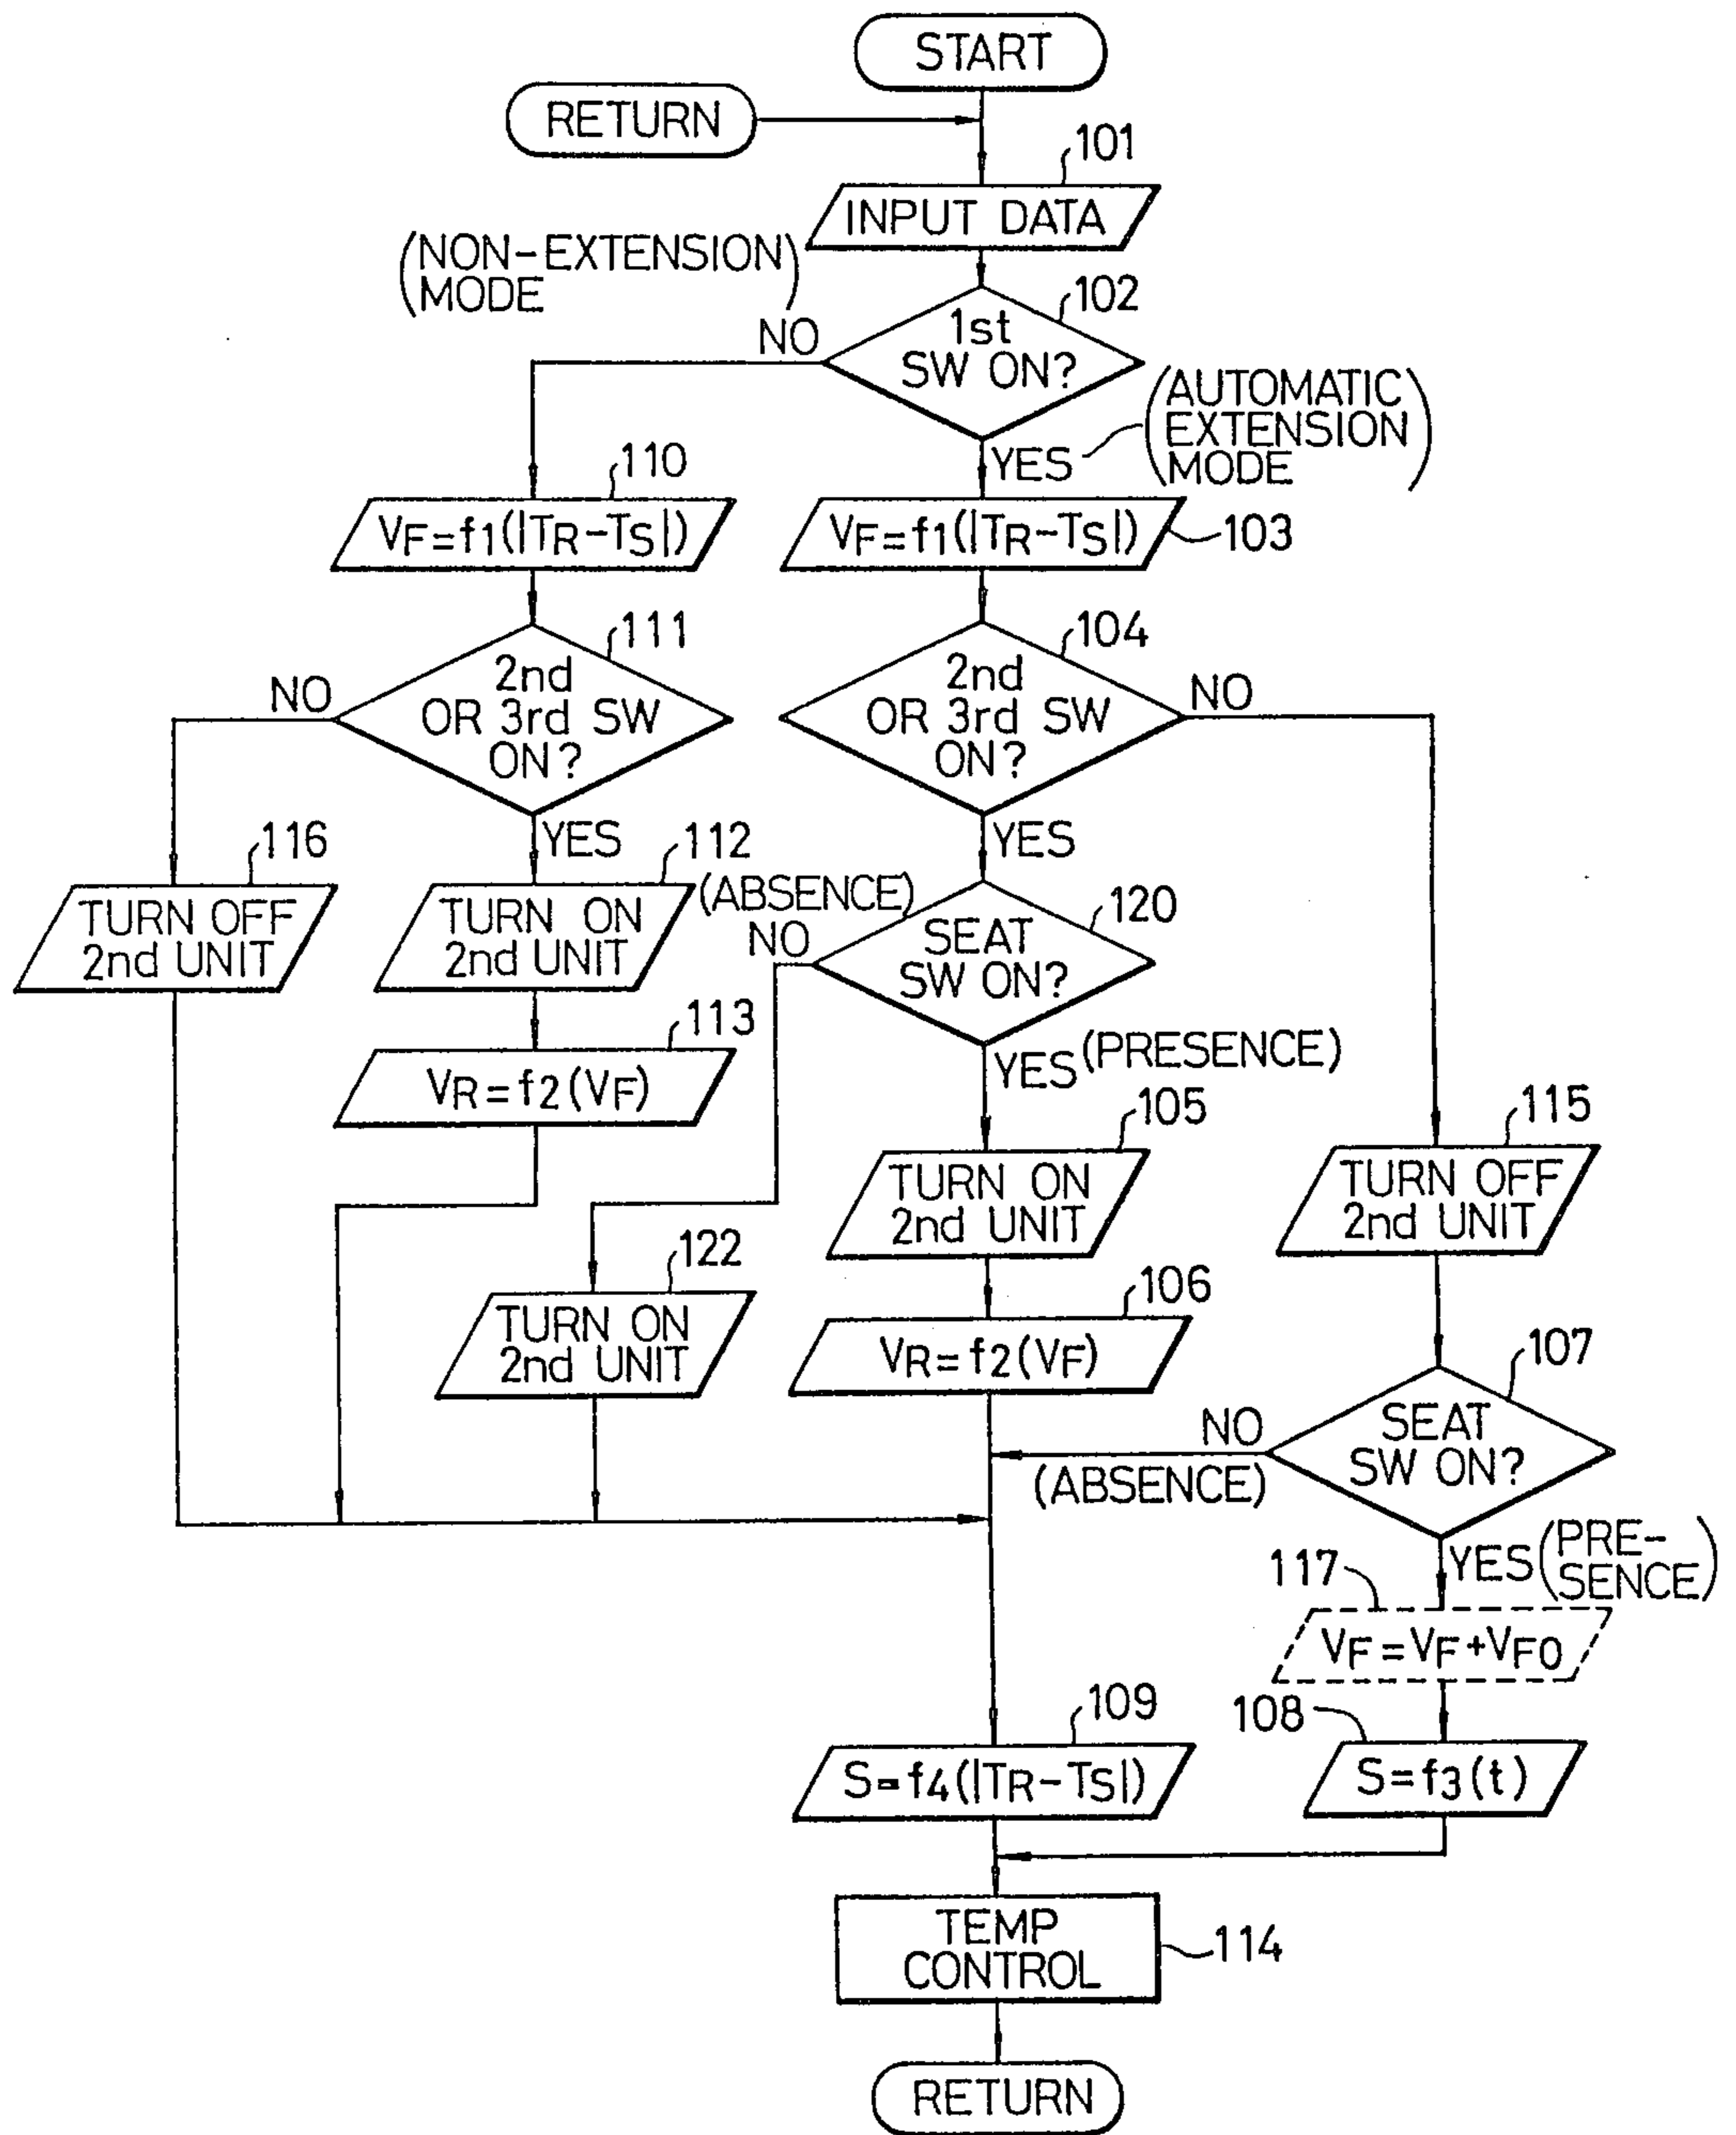 START
RETURN
101
INPUT DATA
(NON-EXTENSION MODE)
102
NO
1st
SW ON?
(AUTOMATIC
EXTENSION
MODE)
YES
110
VF=f1(|TR-TS|)
VF=f1(|TR-TS|)
103
111
104
NO
2nd
OR 3rd SW
ON?
2nd
OR 3rd SW
ON?
NO
YES
YES
116
112
(ABSENCE)
120
TURN OFF
2nd UNIT
TURN ON
2nd UNIT
NO
SEAT
SW ON?
113
YES (PRESENCE)
VR=f2(VF)
105
115
TURN ON
2nd UNIT
TURN OFF
2nd UNIT
122
106
TURN ON
2nd UNIT
VR=f2(VF)
107
NO
(ABSENCE)
SEAT
SW ON?
117
YES (PRE-
SENCE)
VF=VF+VFO
109
108
S=f4(|TR-TS|)
S=f3(t)
TEMP
CONTROL
114
RETURN